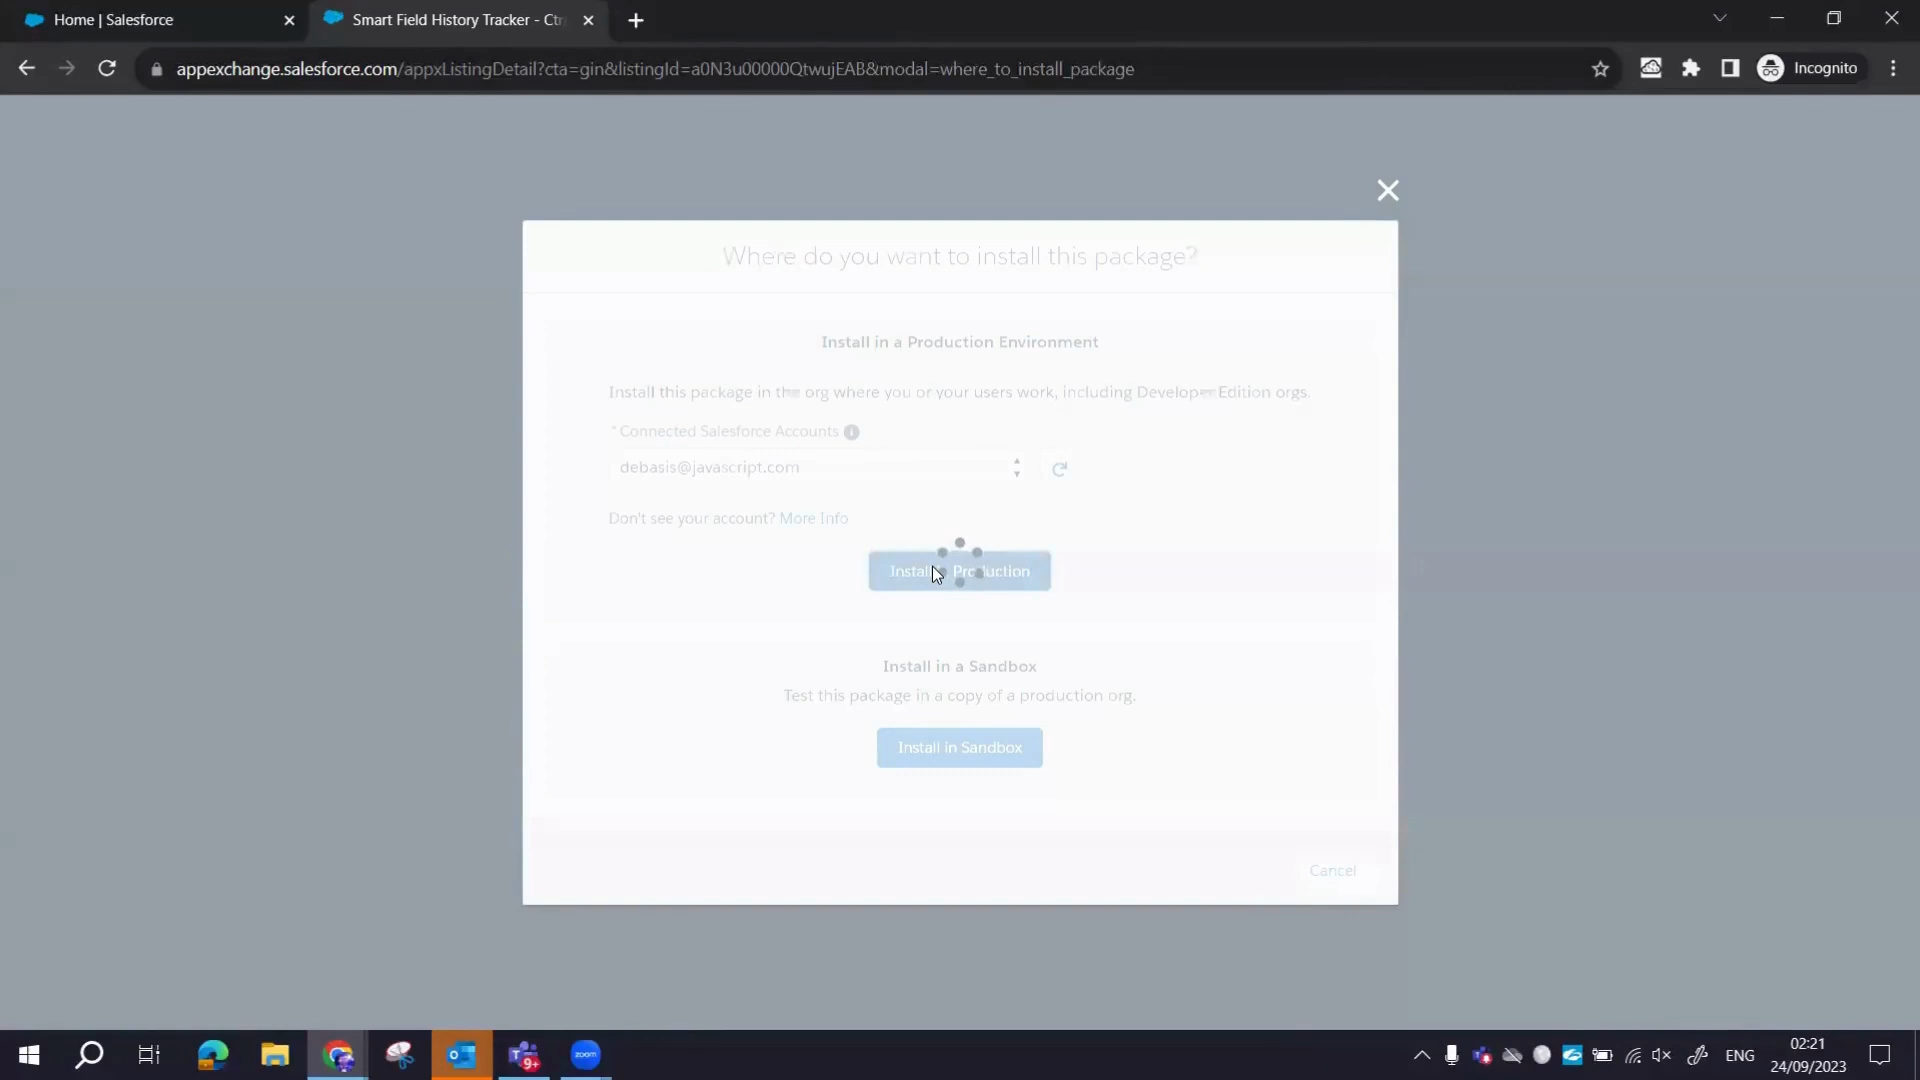 Home | Salesforce
Smart Field History Tracker - Ctr
appexchange.salesforce.com/appxListingDetail?cta=gin&listingId=a0N3u00000QtwujEAB&modal=where_to_install_package
Incognito
Where do you want to install this package?
Install in a Production Environment
Install this package in the org where you or your users work, including Developer Edition orgs.
* Connected Salesforce Accounts
debasis@javascript.com
Don't see your account? More Info
Install Production
Install in a Sandbox
Test this package in a copy of a production org.
Install in Sandbox
Cancel
zoom
9+
ENG
02:21
24/09/2023